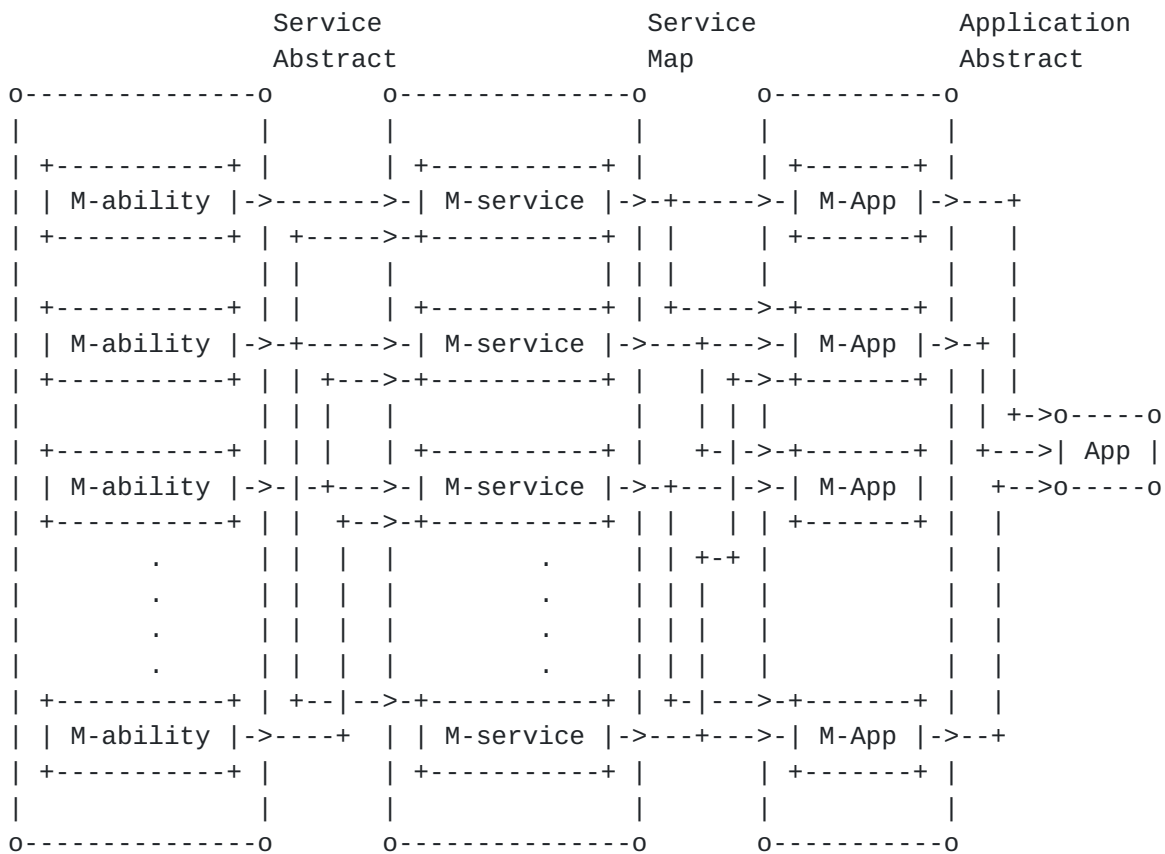 Service Service Application
Abstract Map Abstract
o---------------o       o---------------o       o-----------o
|               |       |               |       |           |
| +-----------+ |       | +-----------+ |       | +-------+ |
| | M-ability |->------->-| M-service |->-+----->-| M-App |->---+
| +-----------+ | +----->-+-----------+ | |     | +-------+ |   |
|               | |     |             | | |     |           |   |
| +-----------+ | |     | +-----------+ | +----->-+-------+ |   |
| | M-ability |->-+----->-| M-service |->---+--->-| M-App |->-+ |
| +-----------+ | | +--->-+-----------+ |   | +->-+-------+ | | |
|               | | |   |               |   | | |           | | +->o-----o
| +-----------+ | | |   | +-----------+ |   +-|->-+-------+ | +--->| App |
| | M-ability |->-|-+--->-| M-service |->-+---|->-| M-App | |  +-->o-----o
| +-----------+ | |  +-->-+-----------+ | |   | | +-------+ |  |
|         .     | |  |  |         .     | | +-+ |           |  |
|         .     | |  |  |         .     | | |   |           |  |
|         .     | |  |  |         .     | | |   |           |  |
|         .     | |  |  |         .     | | |   |           |  |
| +-----------+ | +--|-->-+-----------+ | +-|--->-+-------+ |  |
| | M-ability |->----+  | | M-service |->---+--->-| M-App |->--+
| +-----------+ |       | +-----------+ |       | +-------+ |
|               |       |               |       |           |
o---------------o       o---------------o       o-----------o